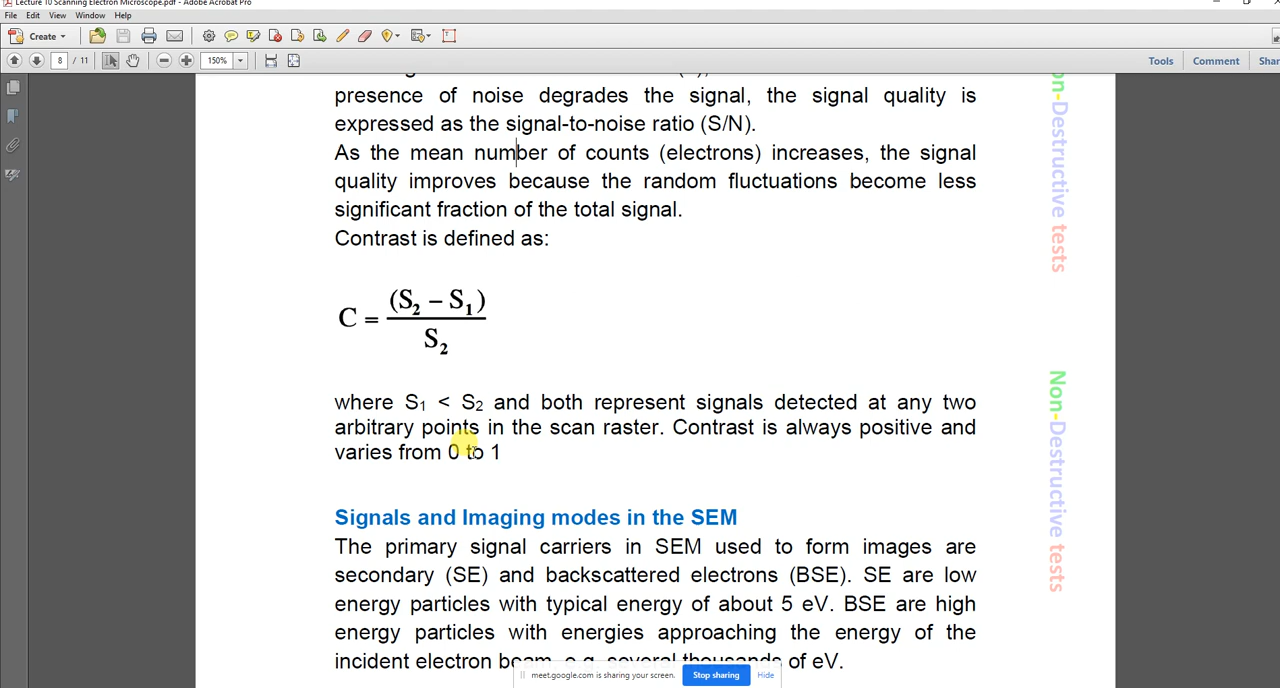 Lecture 10 Scanning Electron Microscope.pdf - Adobe Acrobat Pro
File Edit View Window Help
Create
8 / 11 150% Tools Comment
presence of noise degrades the signal, the signal quality is
expressed as the signal-to-noise ratio (S/N).
As the mean number of counts (electrons) increases, the signal
quality improves because the random fluctuations become less
significant fraction of the total signal.
Contrast is defined as:
C = (S₂ – S₁) / S₂
where S₁ < S₂ and both represent signals detected at any two
arbitrary points in the scan raster. Contrast is always positive and
varies from 0 to 1
Signals and Imaging modes in the SEM
The primary signal carriers in SEM used to form images are
secondary (SE) and backscattered electrons (BSE). SE are low
energy particles with typical energy of about 5 eV. BSE are high
energy particles with energies approaching the energy of the
incident electron beam, e.g. several thousands of eV.
Non-Destructive tests
Non-Destructive tests
meet.google.com is sharing your screen. Stop sharing Hide